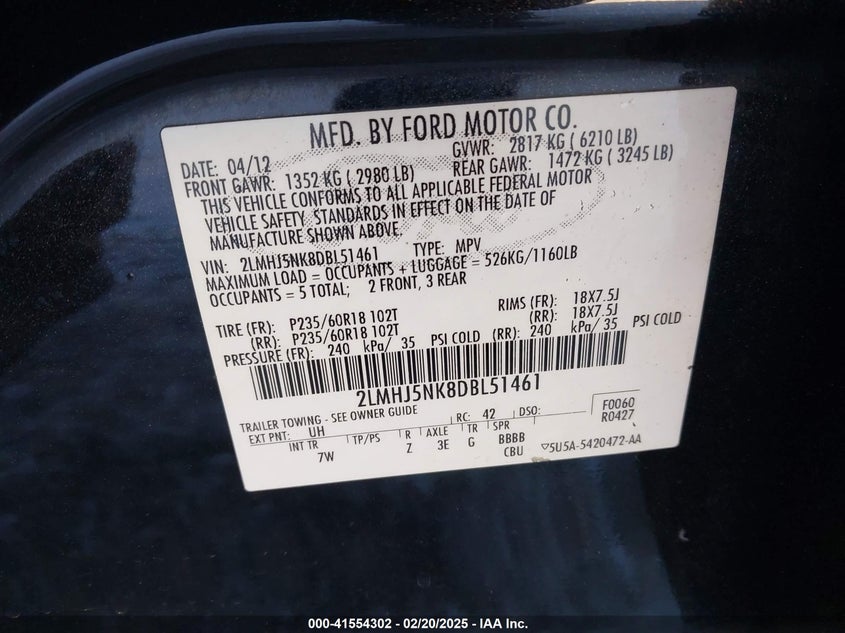 MFD. BY FORD MOTOR CO.
DATE: 04/12 GVWR: 2817 KG ( 6210 LB)
FRONT GAWR: 1352 KG ( 2980 LB) REAR GAWR: 1472 KG ( 3245 LB)
THIS VEHICLE CONFORMS TO ALL APPLICABLE FEDERAL MOTOR
VEHICLE SAFETY STANDARDS IN EFFECT ON THE DATE OF
MANUFACTURE SHOWN ABOVE.
VIN: 2LMHJ5NK8DBL51461 TYPE: MPV
MAXIMUM LOAD = OCCUPANTS + LUGGAGE = 526KG/1160LB
OCCUPANTS = 5 TOTAL; 2 FRONT, 3 REAR
TIRE (FR): P235/60R18 102T RIMS (FR): 18X7.5J
(RR): P235/60R18 102T (RR): 18X7.5J
PRESSURE (FR): 240 kPa/ 35 PSI COLD (RR): 240 kPa/ 35 PSI COLD
2LMHJ5NK8DBL51461
TRAILER TOWING - SEE OWNER GUIDE
EXT PNT: UH RC: 42 DSO: F0060
R0427
INT TR TP/PS R AXLE TR SPR
7W Z 3E G BBBB
CBU ▽5U5A-5420472-AA
000-41554302 - 02/20/2025 - IAA Inc.